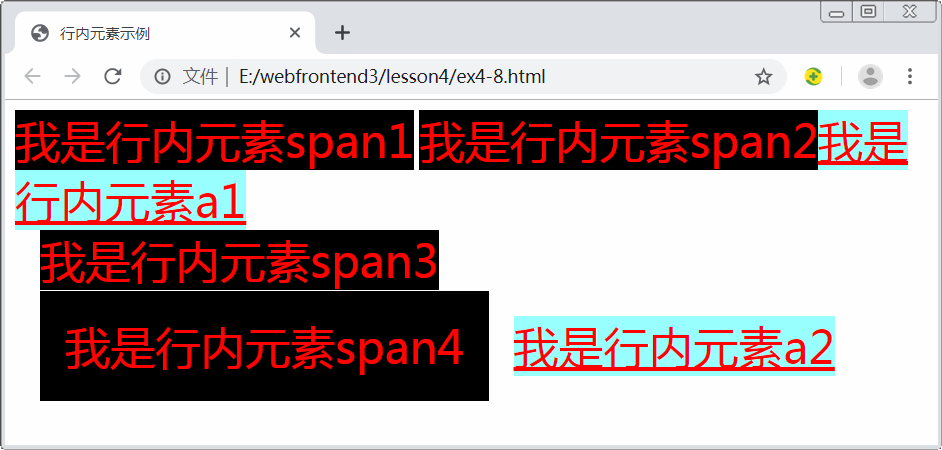 行内元素示例
文件 | E:/webfrontend3/lesson4/ex4-8.html
我是行内元素span1 我是行内元素span2我是
行内元素a1
我是行内元素span3
我是行内元素span4 我是行内元素a2